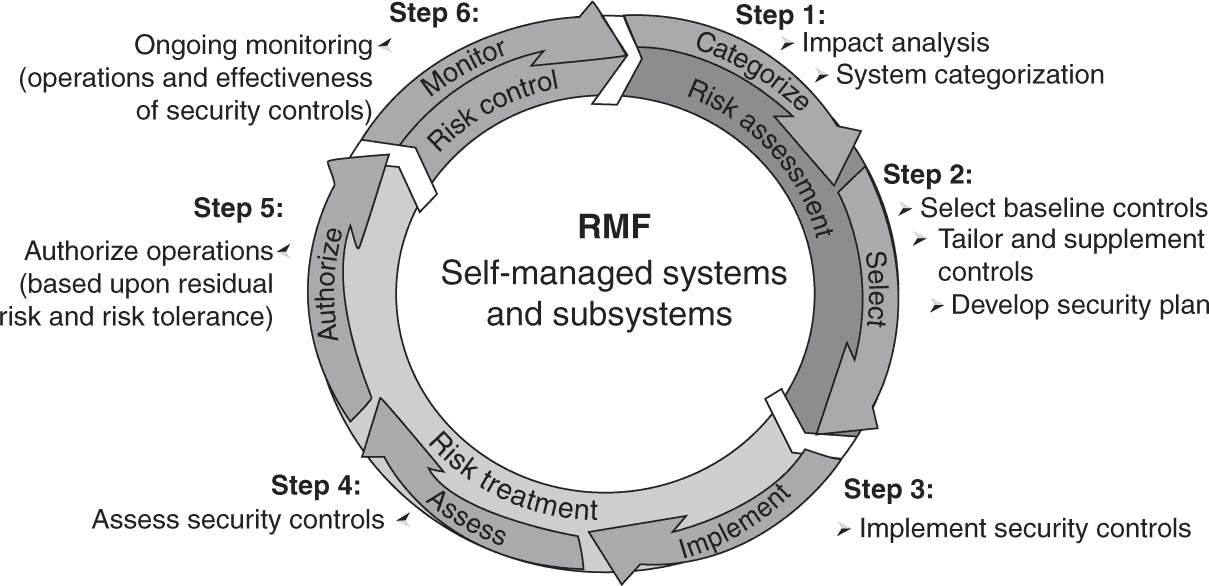 Step 1:
Impact analysis
System categorization
Step 2:
Select baseline controls
Tailor and supplement
controls
Develop security plan
Step 3:
Implement security controls
Step 4:
Assess security controls
Step 5:
Authorize operations
(based upon residual
risk and risk tolerance)
Step 6:
Ongoing monitoring
(operations and effectiveness
of security controls)
Categorize
Select
Implement
Assess
Authorize
Monitor
Risk assessment
Risk treatment
Risk control
RMF
Self-managed systems
and subsystems